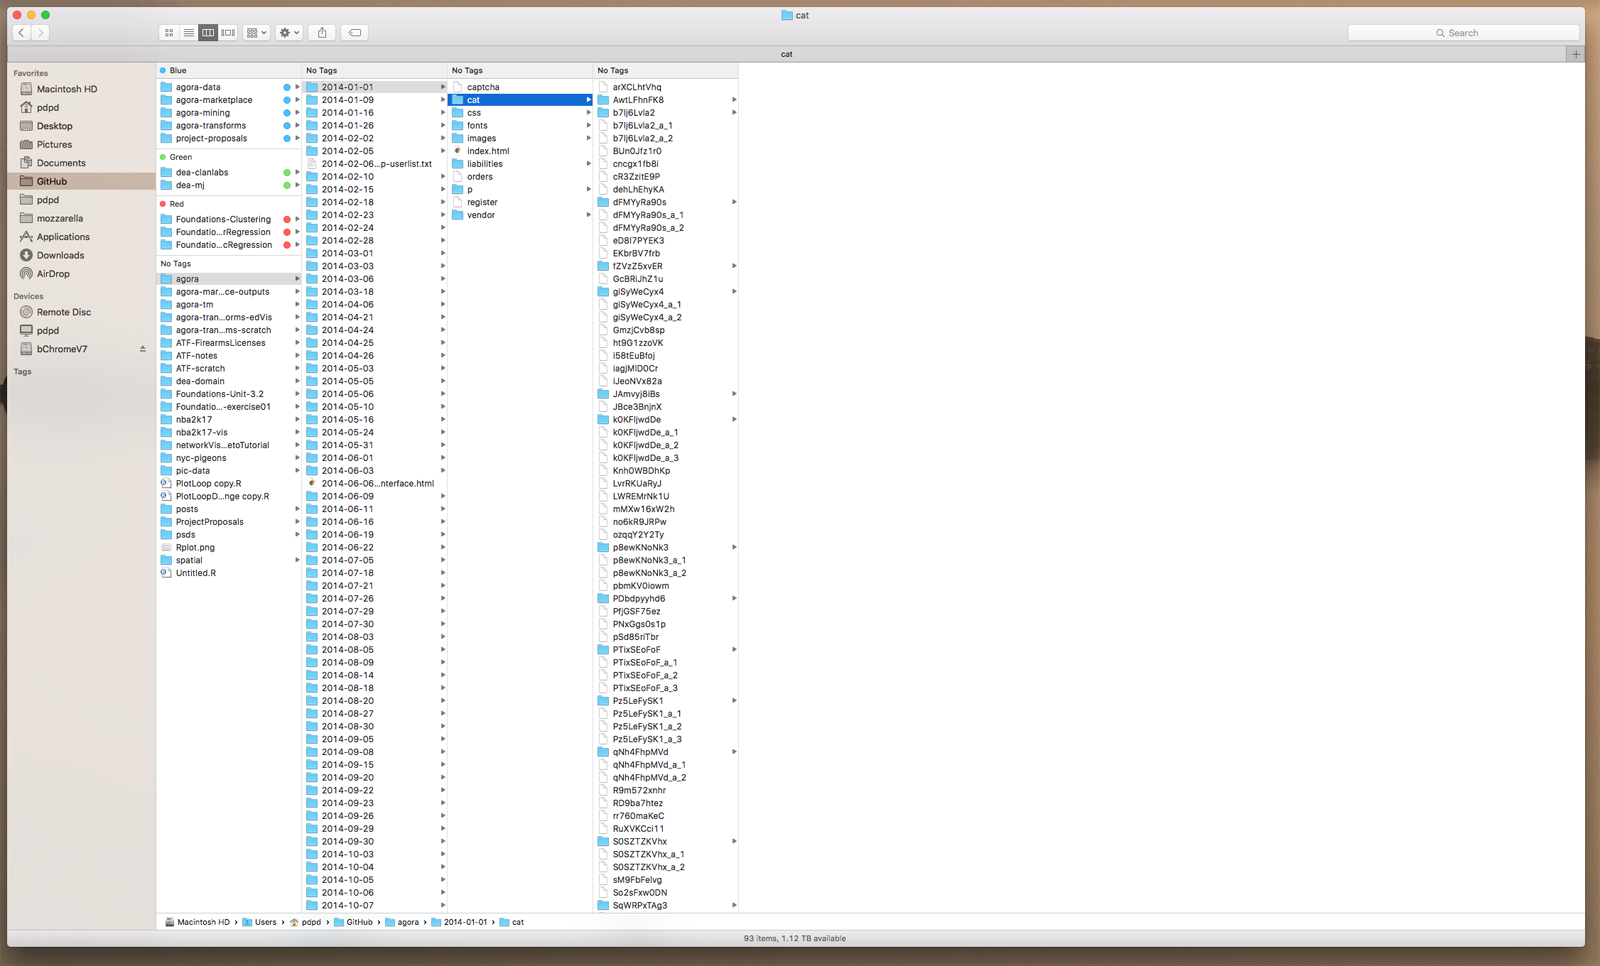 cat
Search
cat
Favorites
Macintosh HD
pdpd
Desktop
Pictures
Documents
GitHub
pdpd
mozzarella
Applications
Downloads
AirDrop
Devices
Remote Disc
pdpd
bChromeV7
Tags
Blue
agora-data
agora-marketplace
agora-mining
agora-transforms
project-proposals
Green
dea-clanlabs
dea-mj
Red
Foundations-Clustering
Foundatio...rRegression
Foundatio...cRegression
No Tags
agora
agora-mar...ce-outputs
agora-tm
agora-tran...orms-edVis
agora-tran...ms-scratch
ATF-FirearmsLicenses
ATF-notes
ATF-scratch
dea-domain
Foundations-Unit-3.2
Foundatio...-exercise01
nba2k17
nba2k17-vis
networkVis...etoTutorial
nyc-pigeons
pic-data
PlotLoop copy.R
PlotLoopD...nge copy.R
posts
ProjectProposals
psds
Rplot.png
spatial
Untitled.R
No Tags
2014-01-01
2014-01-09
2014-01-16
2014-01-26
2014-02-02
2014-02-05
2014-02-06...p-userlist.txt
2014-02-10
2014-02-15
2014-02-18
2014-02-23
2014-02-24
2014-02-28
2014-03-01
2014-03-03
2014-03-06
2014-03-18
2014-04-06
2014-04-21
2014-04-24
2014-04-25
2014-04-26
2014-05-03
2014-05-05
2014-05-06
2014-05-10
2014-05-16
2014-05-24
2014-05-31
2014-06-01
2014-06-03
2014-06-06...nterface.html
2014-06-09
2014-06-11
2014-06-16
2014-06-19
2014-06-22
2014-07-05
2014-07-18
2014-07-21
2014-07-26
2014-07-29
2014-07-30
2014-08-03
2014-08-05
2014-08-09
2014-08-14
2014-08-18
2014-08-20
2014-08-27
2014-08-30
2014-09-05
2014-09-08
2014-09-15
2014-09-20
2014-09-22
2014-09-23
2014-09-26
2014-09-29
2014-09-30
2014-10-03
2014-10-04
2014-10-05
2014-10-06
2014-10-07
No Tags
captcha
cat
css
fonts
images
index.html
liabilities
orders
p
register
vendor
No Tags
arXCLhtVhq
AwtLFhnFK8
b7Ij6Lvla2
b7Ij6Lvla2_a_1
b7Ij6Lvla2_a_2
BUn0Jfz1r0
cncgx1fb8i
cR3ZzitE9P
dehLhEhyKA
dFMYyRa90s
dFMYyRa90s_a_1
dFMYyRa90s_a_2
eD8I7PYEK3
EKbrBV7frb
fZVzZ5xvER
GcBRiJhZ1u
giSyWeCyx4
giSyWeCyx4_a_1
giSyWeCyx4_a_2
GmzjCvb8sp
ht9G1zzoVK
i58tEuBfoj
iagjMlD0Cr
iJeoNVx82a
JAmvyj8iBs
JBce3BnjnX
k0KFljwdDe
k0KFljwdDe_a_1
k0KFljwdDe_a_2
k0KFljwdDe_a_3
Knh0WBDhKp
LvrRKUaRyJ
LWREMrNk1U
mMXw16xW2h
no6kR9JRPw
ozqqY2Y2Ty
p8ewKNoNk3
p8ewKNoNk3_a_1
p8ewKNoNk3_a_2
pbmKV0iowm
PDbdpyyhd6
PfjGSF75ez
PNxGgs0s1p
pSd85riTbr
PTixSEoFoF
PTixSEoFoF_a_1
PTixSEoFoF_a_2
PTixSEoFoF_a_3
Pz5LeFySK1
Pz5LeFySK1_a_1
Pz5LeFySK1_a_2
Pz5LeFySK1_a_3
qNh4FhpMVd
qNh4FhpMVd_a_1
qNh4FhpMVd_a_2
R9m572xnhr
RD9ba7htez
rr760maKeC
RuXVKCci11
S0SZTZKVhx
S0SZTZKVhx_a_1
S0SZTZKVhx_a_2
sM9FbFelvg
So2sFxw0DN
SqWRPxTAg3
Macintosh HD › Users › pdpd › GitHub › agora › 2014-01-01 › cat
93 items, 1.12 TB available